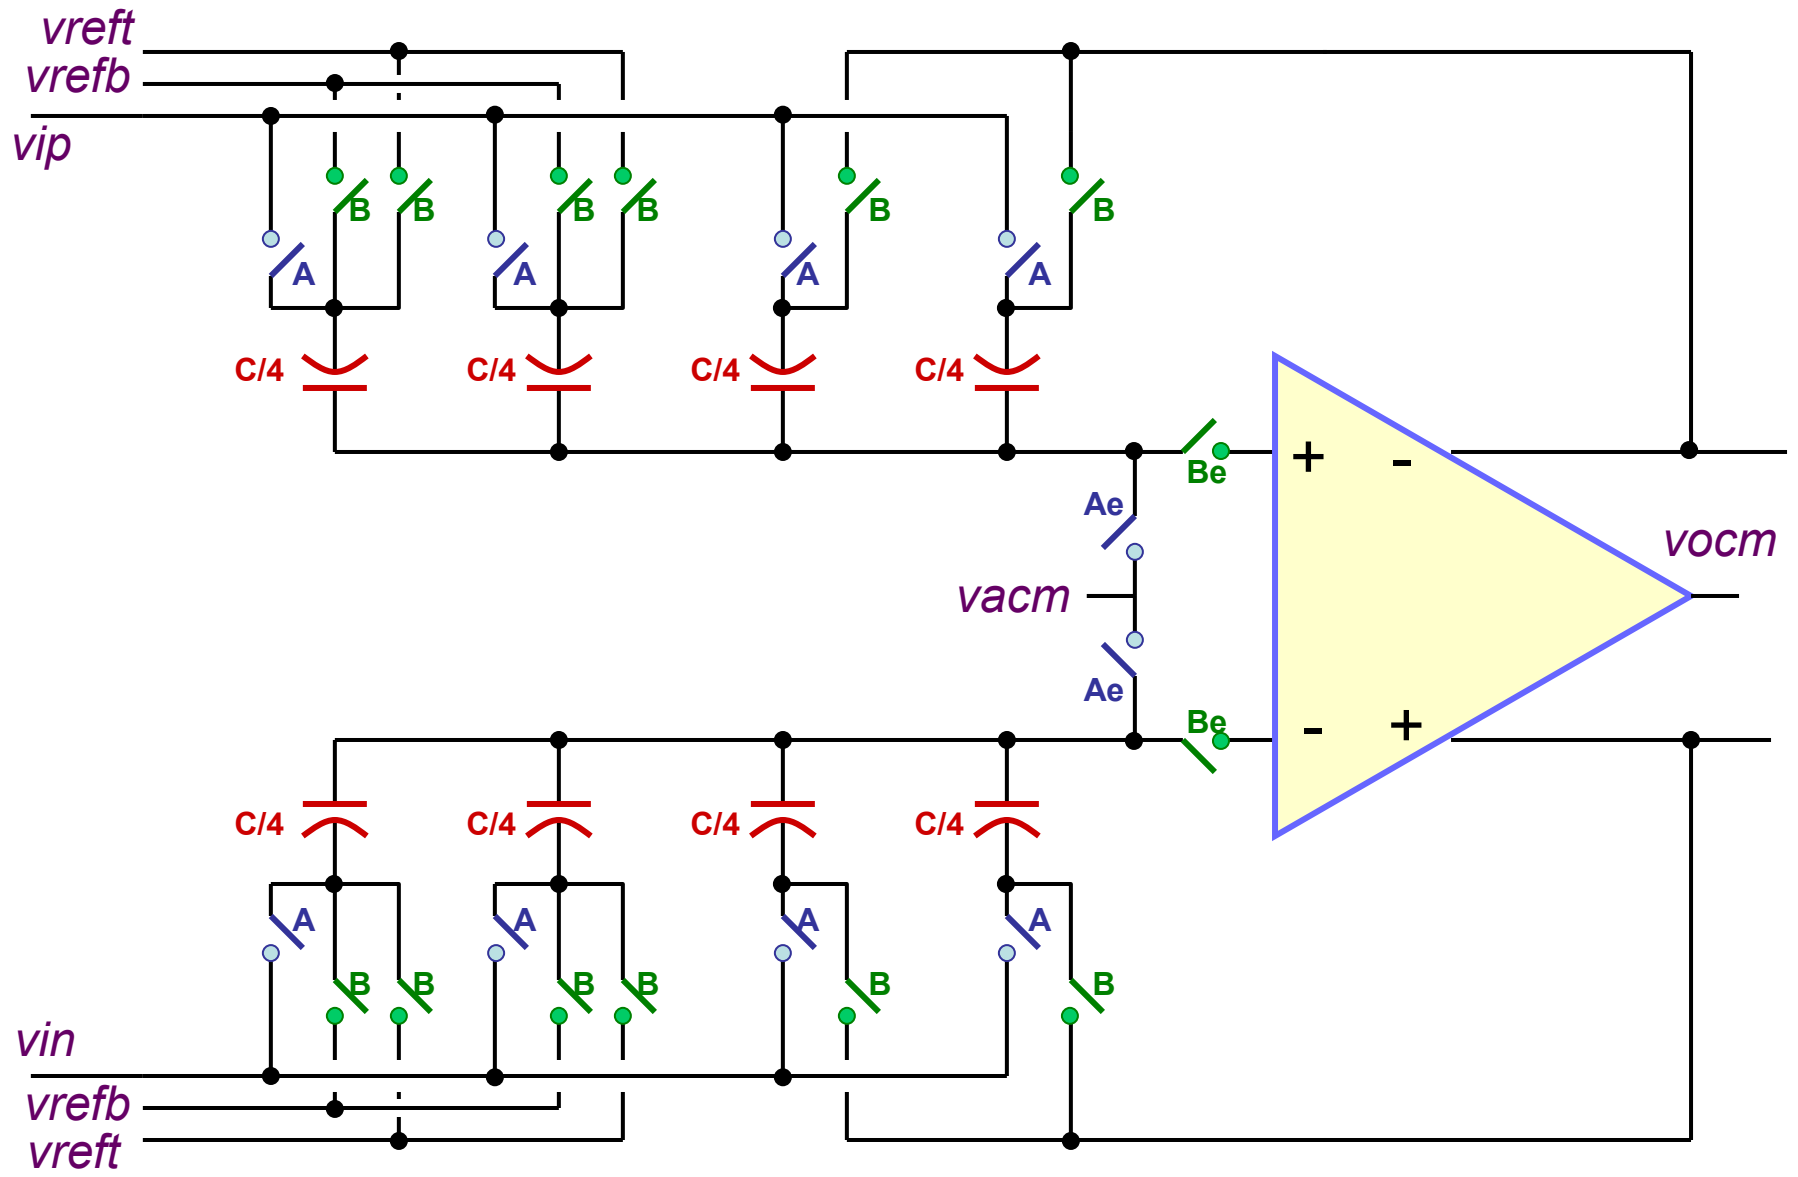 vreft
vrefb
vip
B B B B B B
A A A A
C/4 C/4 C/4 C/4
+ -
Be
Ae
vocm
vacm
Ae
Be
- +
C/4 C/4 C/4 C/4
A A A A
B B B B B B
vin
vrefb
vreft